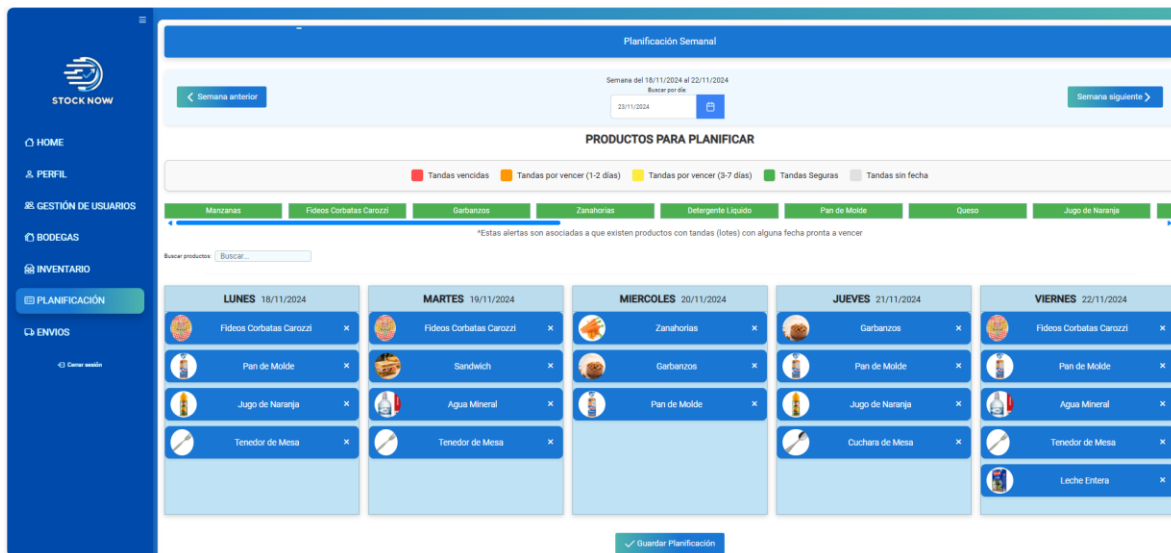 STOCK NOW
HOME
PERFIL
GESTIÓN DE USUARIOS
BODEGAS
INVENTARIO
PLANIFICACIÓN
ENVIOS
Cerrar sesión
Planificación Semanal
Semana anterior
Semana del 18/11/2024 al 22/11/2024
Buscar por día:
23/11/2024
Semana siguiente
PRODUCTOS PARA PLANIFICAR
Tandas vencidas Tandas por vencer (1-2 días) Tandas por vencer (3-7 días) Tandas Seguras Tandas sin fecha
Manzanas Fideos Corbatas Carozzi Garbanzos Zanahorias Detergente Líquido Pan de Molde Queso Jugo de Naranja
*Estas alertas son asociadas a que existen productos con tandas (lotes) con alguna fecha pronta a vencer
Buscar productos: Buscar...
LUNES 18/11/2024
Fideos Corbatas Carozzi ×
Pan de Molde ×
Jugo de Naranja ×
Tenedor de Mesa ×
MARTES 19/11/2024
Fideos Corbatas Carozzi ×
Sandwich ×
Agua Mineral ×
Tenedor de Mesa ×
MIERCOLES 20/11/2024
Zanahorias ×
Garbanzos ×
Pan de Molde ×
JUEVES 21/11/2024
Garbanzos ×
Pan de Molde ×
Jugo de Naranja ×
Cuchara de Mesa ×
VIERNES 22/11/2024
Fideos Corbatas Carozzi ×
Pan de Molde ×
Agua Mineral ×
Tenedor de Mesa ×
Leche Entera ×
Guardar Planificación